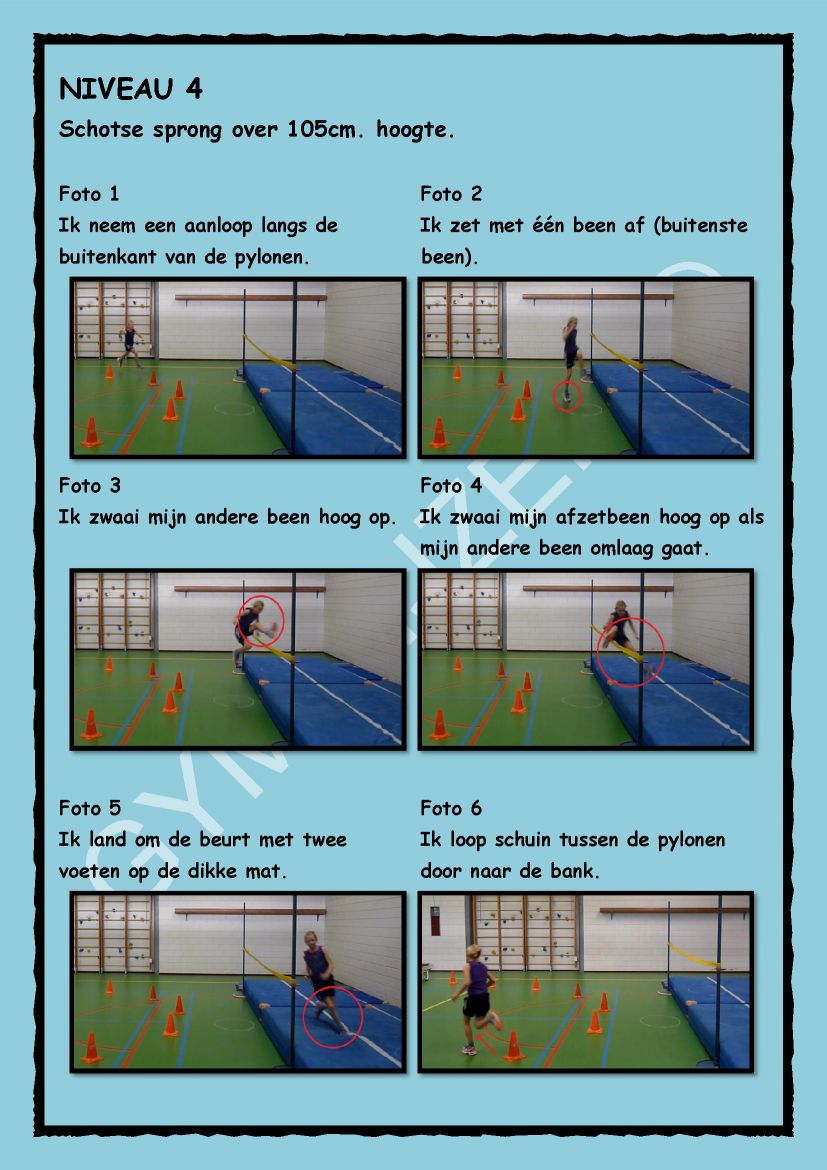 NIVEAU 4
Schotse sprong over 105cm. hoogte.
Foto 1
Ik neem een aanloop langs de
buitenkant van de pylonen.
Foto 2
Ik zet met één been af (buitenste
been).
Foto 3
Ik zwaai mijn andere been hoog op.
Foto 4
Ik zwaai mijn afzetbeen hoog op als
mijn andere been omlaag gaat.
Foto 5
Ik land om de beurt met twee
voeten op de dikke mat.
Foto 6
Ik loop schuin tussen de pylonen
door naar de bank.